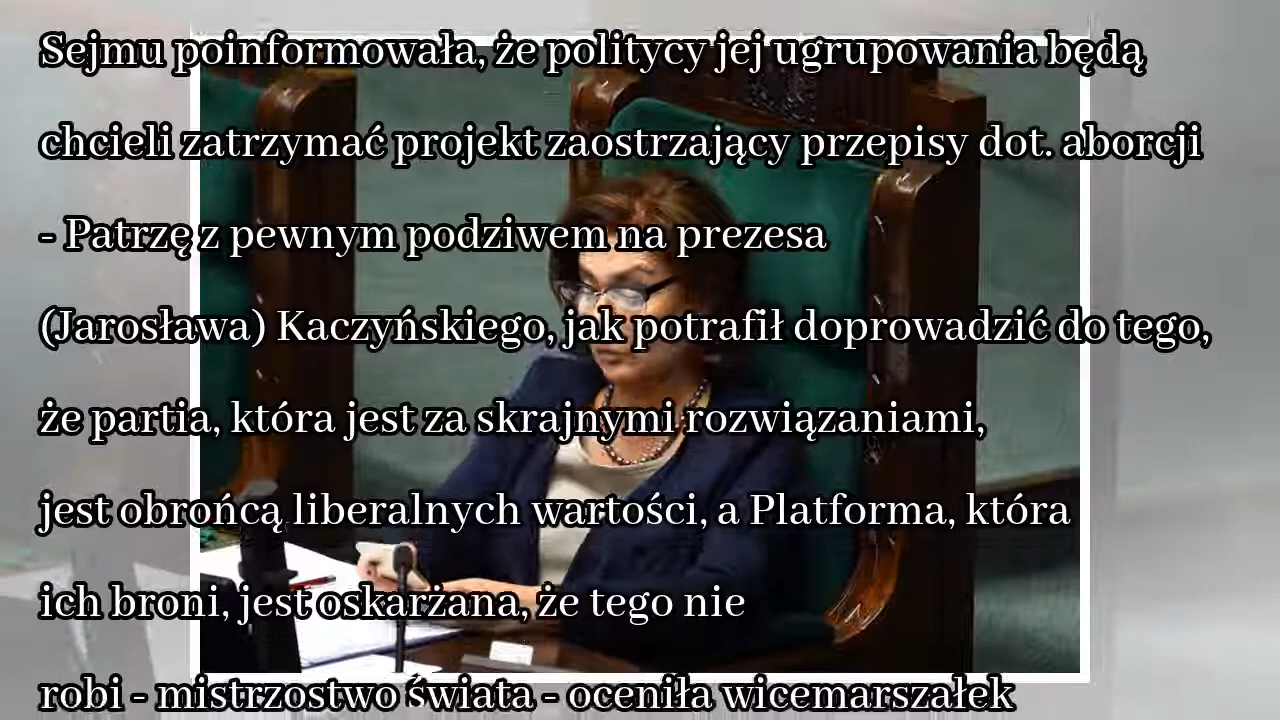 Sejmu poinformowała, że politycy jej ugrupowania będą
chcieli zatrzymać projekt zaostrzający przepisy dot. aborcji
- Patrzę z pewnym podziwem na prezesa
(Jarosława) Kaczyńskiego, jak potrafił doprowadzić do tego,
że partia, która jest za skrajnymi rozwiązaniami,
jest obrońcą liberalnych wartości, a Platforma, która
ich broni, jest oskarżana, że tego nie
robi - mistrzostwo świata - oceniła wicemarszałek